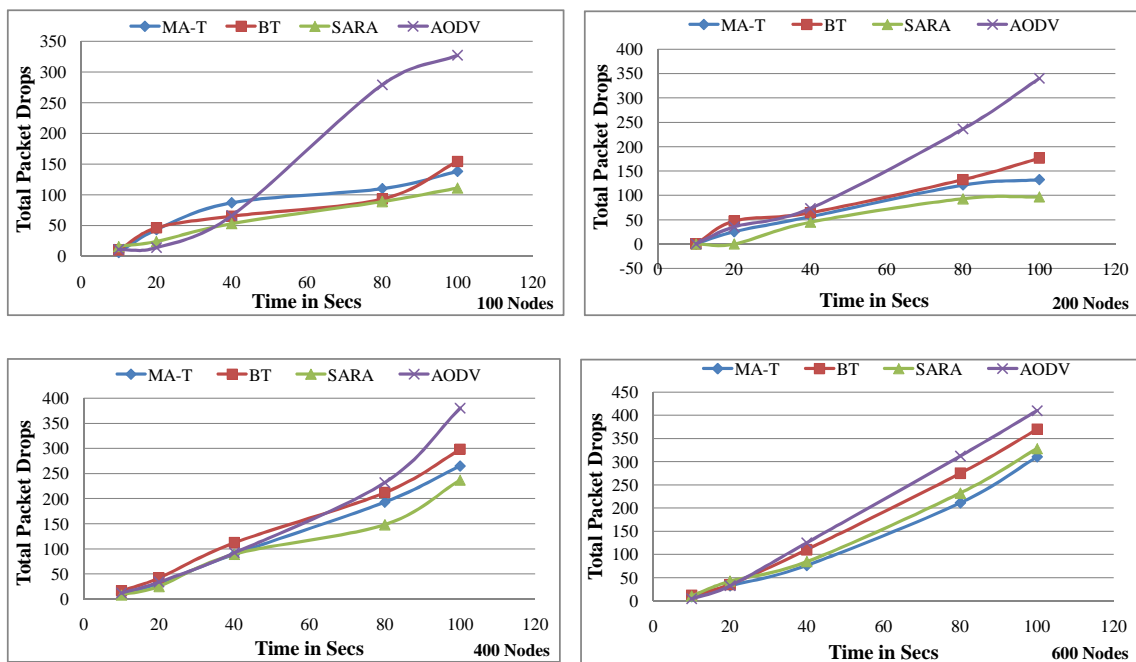 MA-T BT SARA AODV
350
300
250
200
150
100
50
0
Total Packet Drops
0 20 40 60 80 100 120
Time in Secs
100 Nodes
MA-T BT SARA AODV
400
350
300
250
200
150
100
50
0
-50
Total Packet Drops
0 20 40 60 80 100 120
Time in Secs
200 Nodes
MA-T BT SARA AODV
400
350
300
250
200
150
100
50
0
Total Packet Drops
0 20 40 60 80 100 120
Time in Secs
400 Nodes
MA-T BT SARA AODV
450
400
350
300
250
200
150
100
50
0
Total Packet Drops
0 20 40 60 80 100 120
Time in Secs
600 Nodes